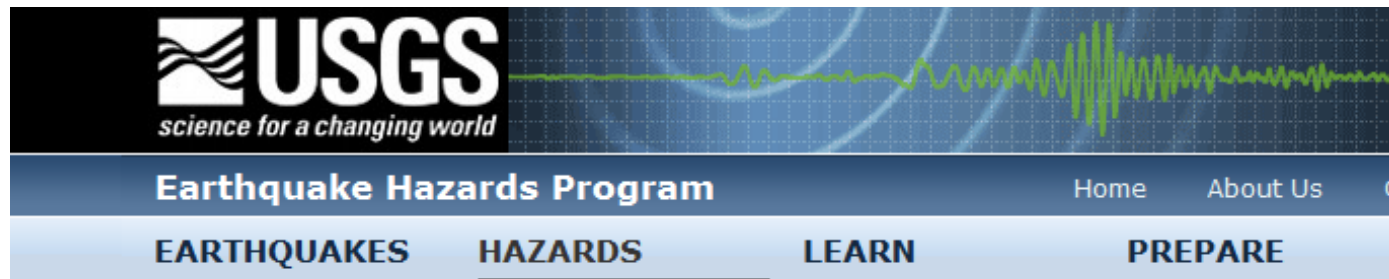 USGS
science for a changing world
Earthquake Hazards Program Home About Us
EARTHQUAKES HAZARDS LEARN PREPARE